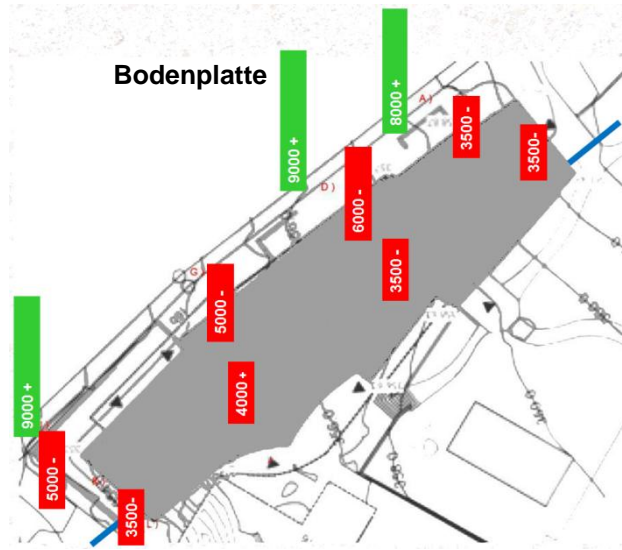 Bodenplatte
8000 +
A )
3500-
3500-
9000 +
6000 -
D )
3500-
G
5000 -
4000 +
9000 +
5000 -
3500-